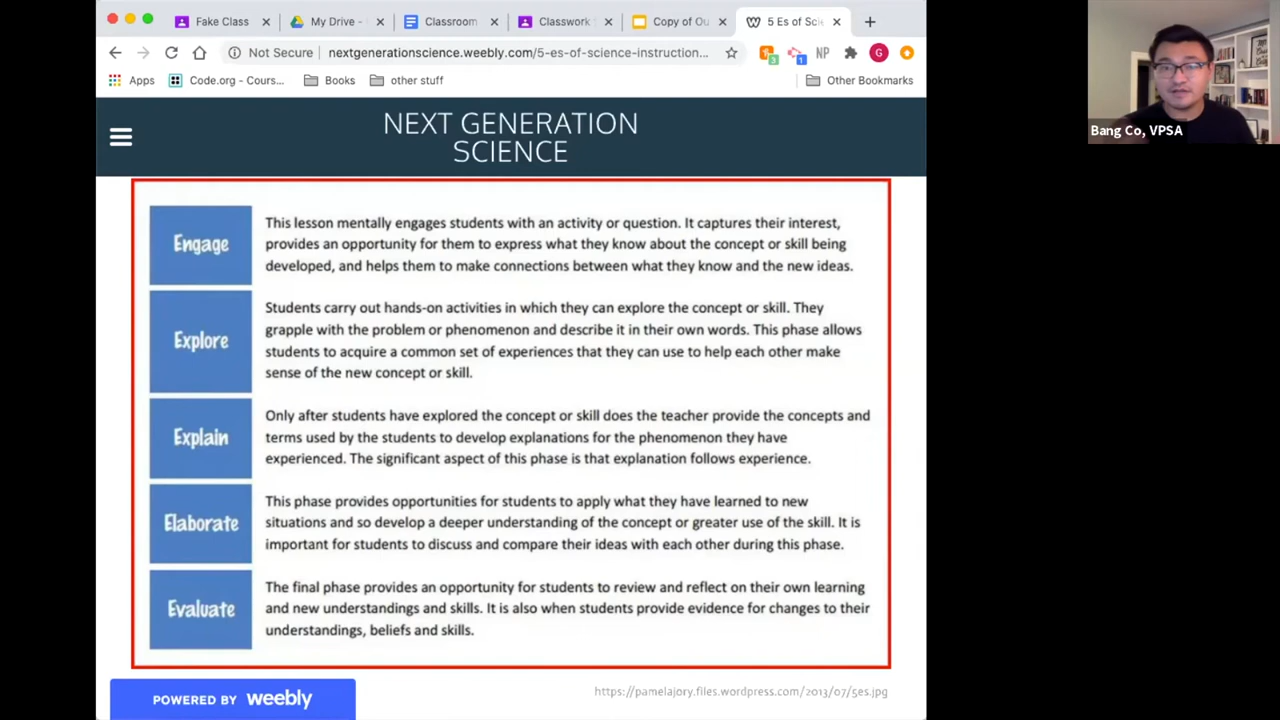 Fake Class
My Drive -
Classroom
Classwork
Copy of Ou
5 Es of Scie
Not Secure
nextgenerationscience.weebly.com/5-es-of-science-instruction...
NP
G
3
1
Apps
Code.org - Cours...
Books
other stuff
Other Bookmarks
Bang Co, VPSA
NEXT GENERATION
SCIENCE
Engage
This lesson mentally engages students with an activity or question. It captures their interest,
provides an opportunity for them to express what they know about the concept or skill being
developed, and helps them to make connections between what they know and the new ideas.
Explore
Students carry out hands-on activities in which they can explore the concept or skill. They
grapple with the problem or phenomenon and describe it in their own words. This phase allows
students to acquire a common set of experiences that they can use to help each other make
sense of the new concept or skill.
Explain
Only after students have explored the concept or skill does the teacher provide the concepts and
terms used by the students to develop explanations for the phenomenon they have
experienced. The significant aspect of this phase is that explanation follows experience.
Elaborate
This phase provides opportunities for students to apply what they have learned to new
situations and so develop a deeper understanding of the concept or greater use of the skill. It is
important for students to discuss and compare their ideas with each other during this phase.
Evaluate
The final phase provides an opportunity for students to review and reflect on their own learning
and new understandings and skills. It is also when students provide evidence for changes to their
understandings, beliefs and skills.
POWERED BY weebly
https://pamelajory.files.wordpress.com/2013/07/5es.jpg